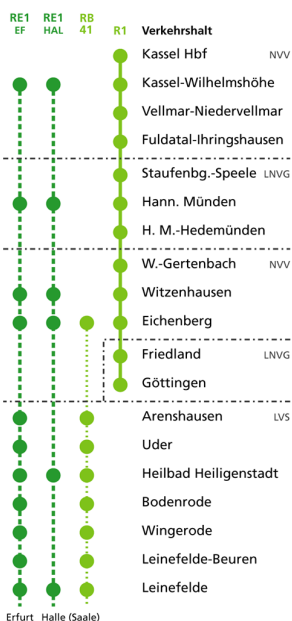 RE1 RE1 RB
EF HAL 41 R1 Verkehrshalt
Kassel Hbf NVV
Kassel-Wilhelmshöhe
Vellmar-Niedervellmar
Fuldatal-Ihringshausen
Staufenbg.-Speele LNVG
Hann. Münden
H. M.-Hedemünden
W.-Gertenbach NVV
Witzenhausen
Eichenberg
Friedland LNVG
Göttingen
Arenshausen LVS
Uder
Heilbad Heiligenstadt
Bodenrode
Wingerode
Leinefelde-Beuren
Leinefelde
Erfurt Halle (Saale)